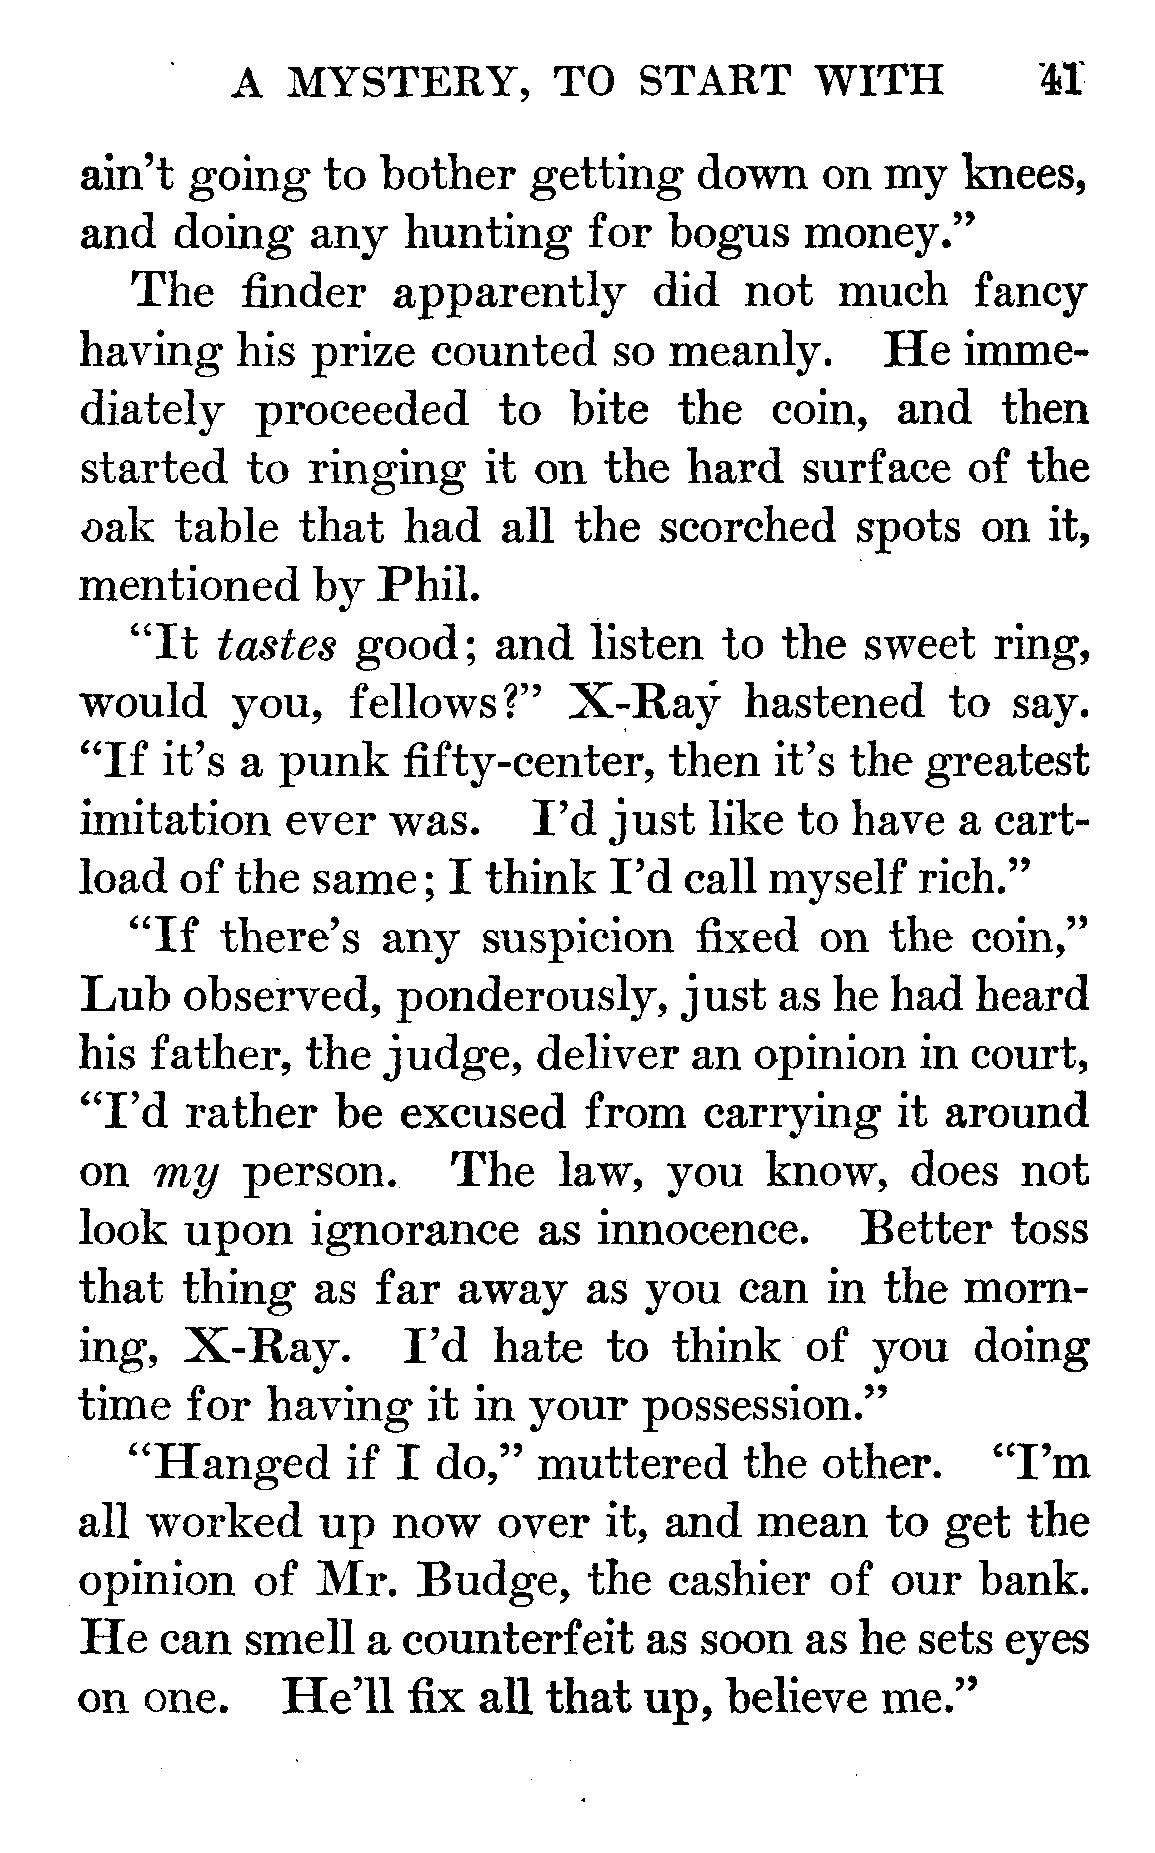 A MYSTERY, TO START WITH 41
ain't going to bother getting down on my knees,
and doing any hunting for bogus money."
The finder apparently did not much fancy
having his prize counted so meanly. He imme-
diately proceeded to bite the coin, and then
started to ringing it on the hard surface of the
oak table that had all the scorched spots on it,
mentioned by Phil.
"It tastes good; and listen to the sweet ring,
would you, fellows?" X-Ray hastened to say.
"If it's a punk fifty-center, then it's the greatest
imitation ever was. I'd just like to have a cart-
load of the same; I think I'd call myself rich."
"If there's any suspicion fixed on the coin,"
Lub observed, ponderously, just as he had heard
his father, the judge, deliver an opinion in court,
"I'd rather be excused from carrying it around
on my person. The law, you know, does not
look upon ignorance as innocence. Better toss
that thing as far away as you can in the morn-
ing, X-Ray. I'd hate to think of you doing
time for having it in your possession."
"Hanged if I do," muttered the other. "I'm
all worked up now over it, and mean to get the
opinion of Mr. Budge, the cashier of our bank.
He can smell a counterfeit as soon as he sets eyes
on one. He'll fix all that up, believe me."